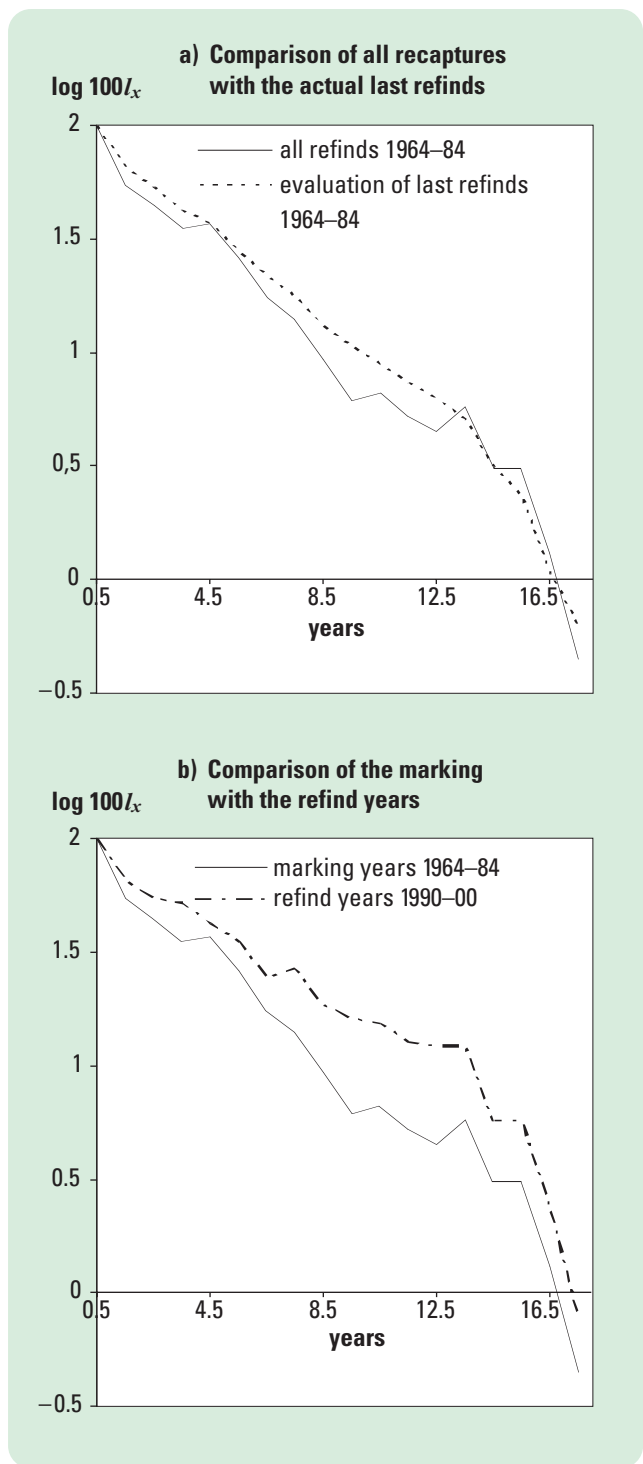 a) Comparison of all recaptures
with the actual last refinds
log 100lₓ
2
all refinds 1964–84
evaluation of last refinds
1964–84
1.5
1
0,5
0
0.5 4.5 8.5 12.5 16.5
years
−0.5
b) Comparison of the marking
with the refind years
log 100lₓ
2
marking years 1964–84
refind years 1990–00
1.5
1
0.5
0
0.5 4.5 8.5 12.5 16.5
years
−0.5